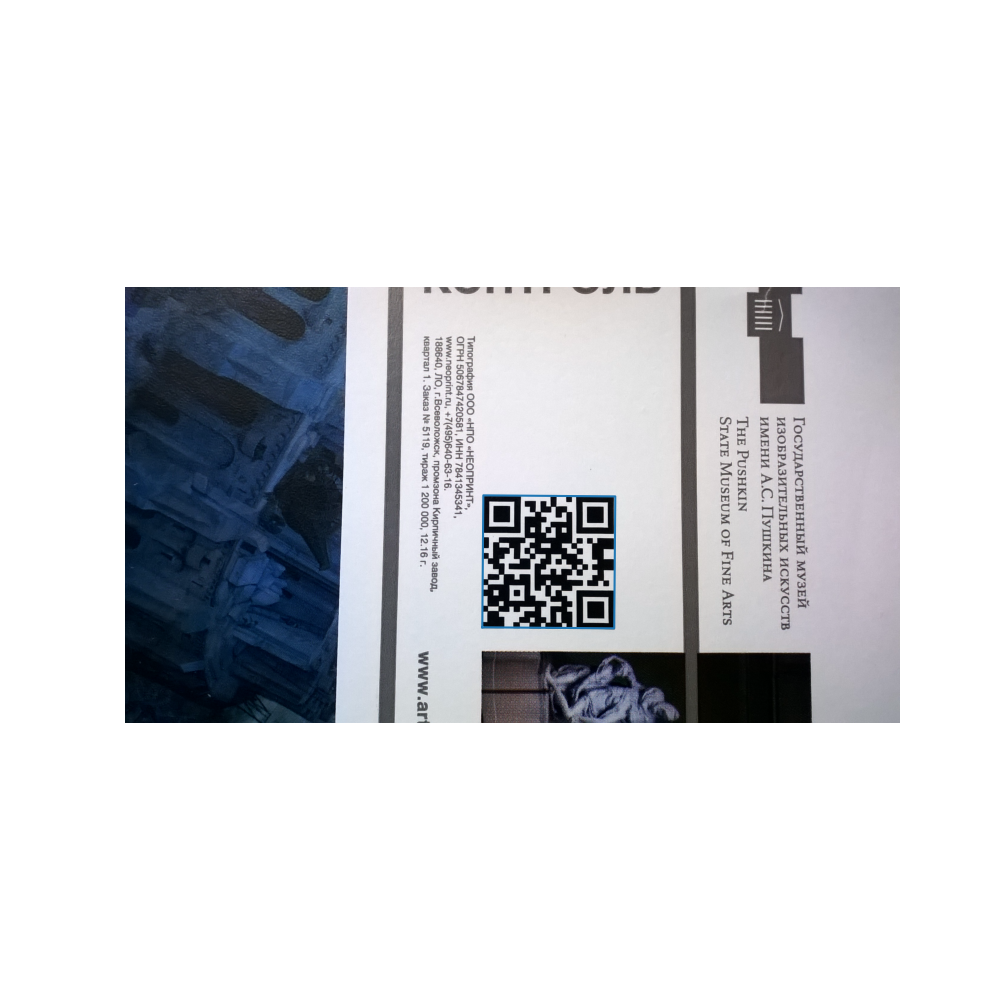 КОНТРОЛЬ
Государственный музей
изобразительных искусств
имени А.С. Пушкина
The Pushkin
State Museum of Fine Arts
Типография ООО «НПО «НЕОПРИНТ»,
ОГРН 5067847420581, ИНН 7841345341,
www.neoprint.ru, +7(495)640-63-16.
188640, ЛО, г.Всеволожск, промзона Кирпичный завод,
квартал 1. Заказ № 5119, тираж 1 200 000, 12.16 г.
www.art